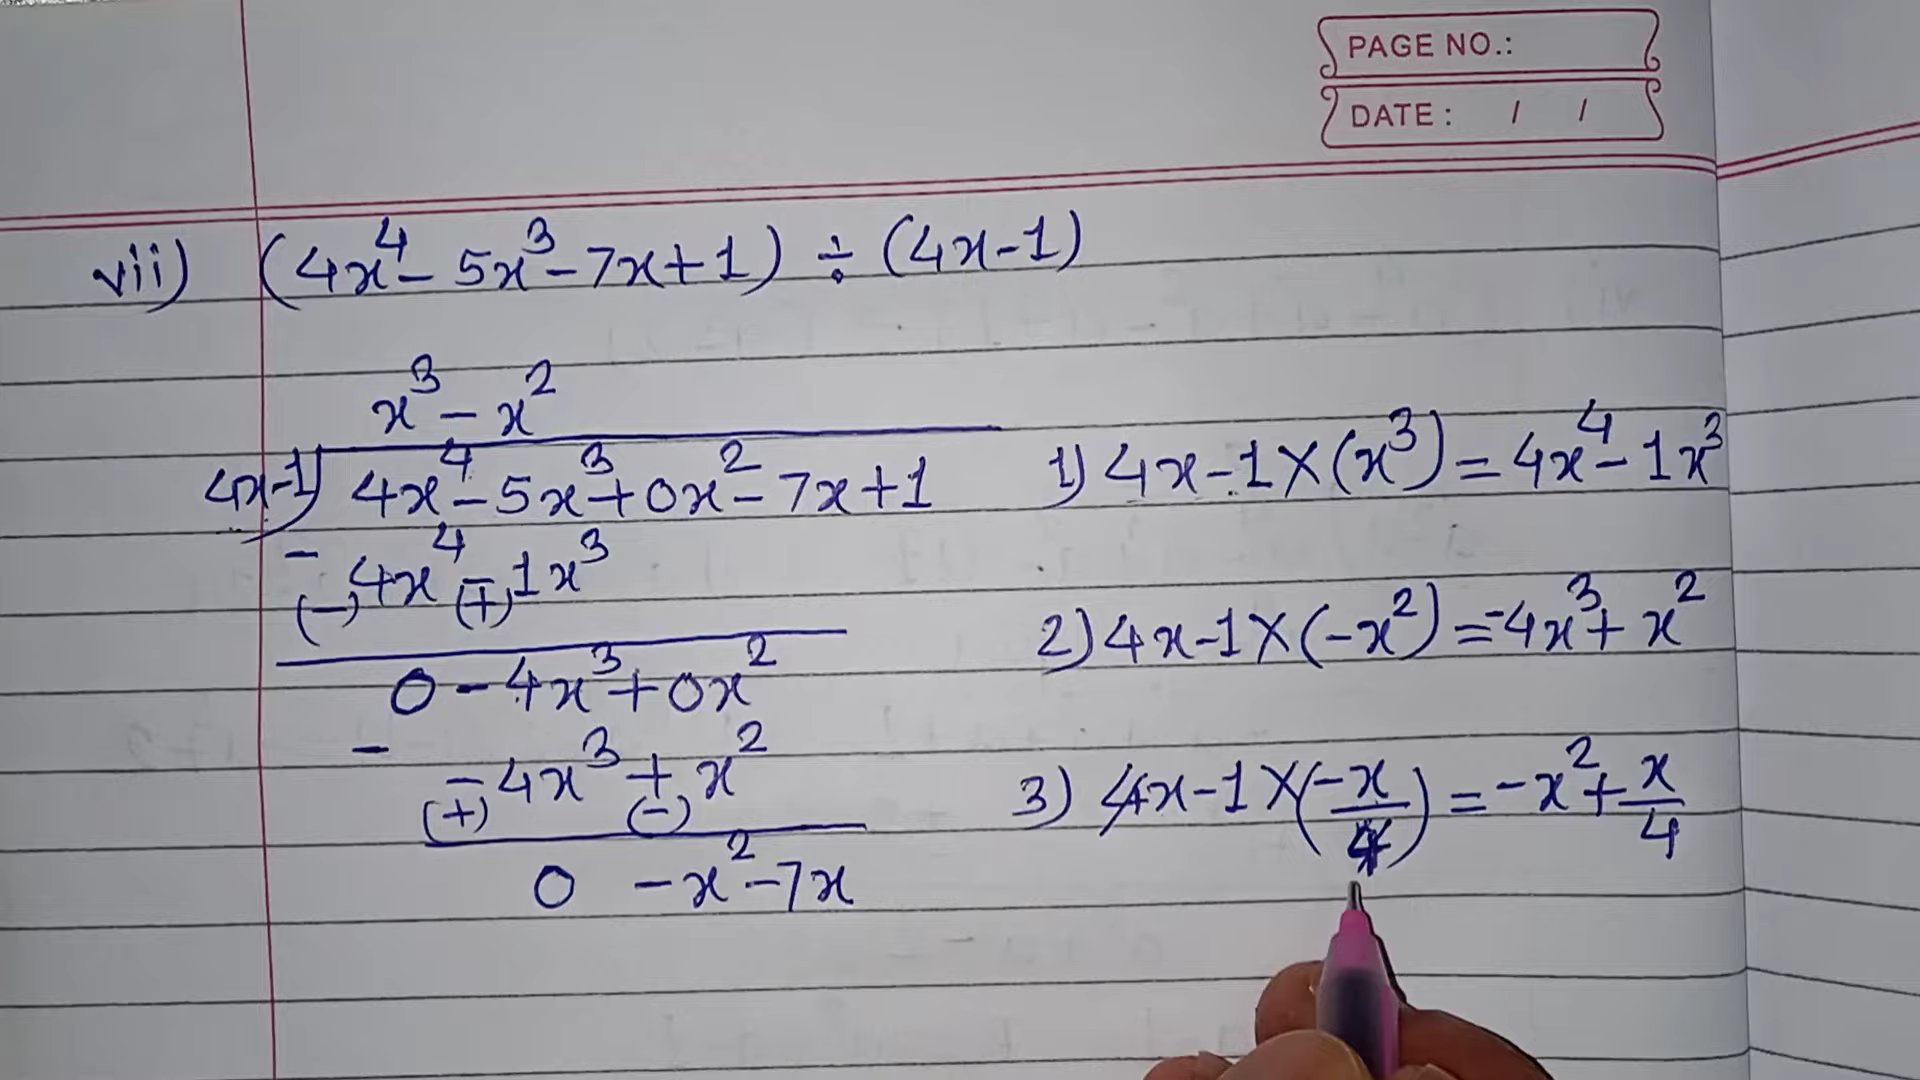 PAGE NO.:
DATE : / /
vii) (4x⁴ - 5x³ - 7x + 1) ÷ (4x - 1)
x³ - x²
4x-1) 4x⁴ - 5x³ + 0x² - 7x + 1
- 4x⁴ - 1x³
(-) (+)
0 - 4x³ + 0x²
- - 4x³ + x²
(+) (-)
0 - x² - 7x
1) 4x - 1 × (x³) = 4x⁴ - 1x³
2) 4x - 1 × (-x²) = -4x³ + x²
3) 4x - 1 × (-x/4) = -x² + x/4